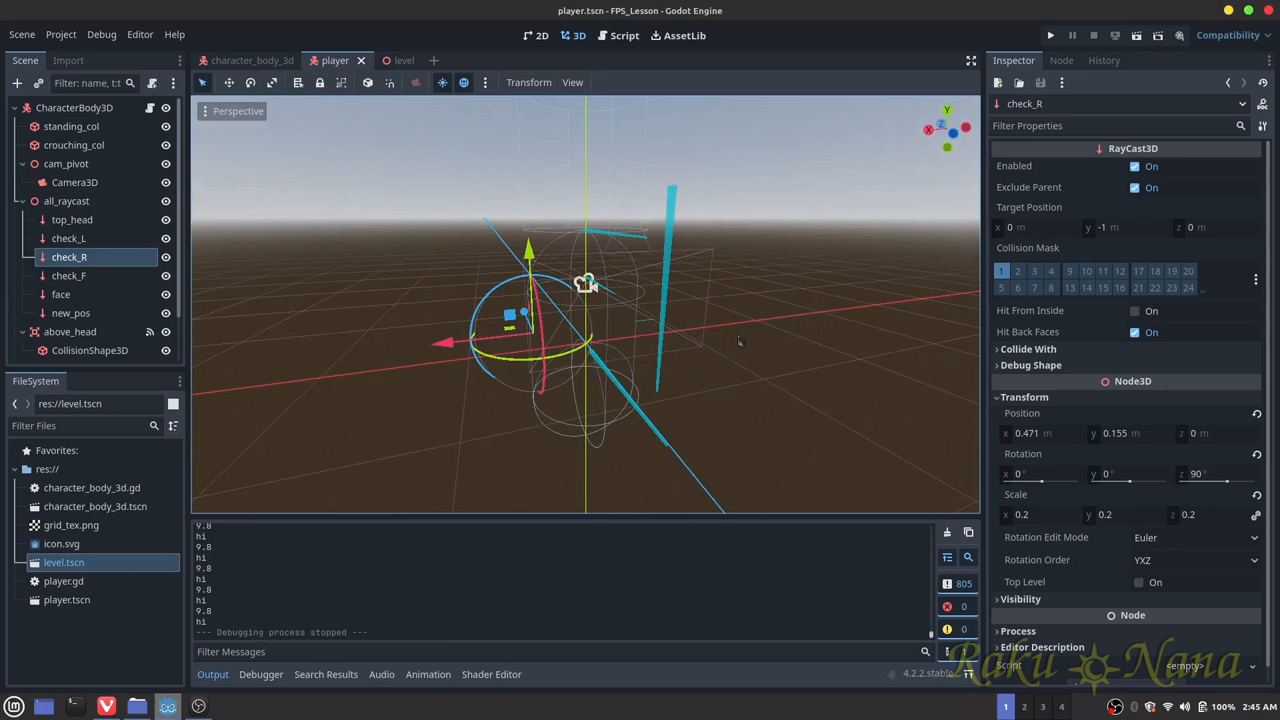 player.tscn - FPS_Lesson - Godot Engine
Scene Project Debug Editor Help
2D 3D Script AssetLib
Compatibility
Scene Import
character_body_3d player level
Inspector Node History
Filter: name, t:t
Transform View
check_R
Perspective
Filter Properties
CharacterBody3D
standing_col
crouching_col
cam_pivot
Camera3D
all_raycast
top_head
check_L
check_R
check_F
face
above_head
CollisionShape3D
FileSystem
res://level.tscn
Filter Files
Favorites:
res://
character_body_3d.gd
character_body_3d.tscn
grid_tex.png
icon.svg
level.tscn
player.gd
player.tscn
Y
X
Z
9.8
hi
9.8
hi
9.8
hi
9.8
hi
9.8
hi
--- Debugging process stopped ---
Filter Messages
805
0
0
Output Debugger Search Results Audio Animation Shader Editor
4.2.2.stable
RayCast3D
Enabled On
Exclude Parent On
Target Position
x 0 m y -1 m z 0 m
Collision Mask
1 2 3 4 9 10 11 12 17 18 19 20
5 6 7 8 13 14 15 16 21 22 23 24
Hit From Inside On
Hit Back Faces On
Collide With
Debug Shape
Node3D
Transform
Position
x 0.471 m y 0.155 m z 0 m
Rotation
x 0° y 0° z 90°
Scale
x 0.2 y 0.2 z 0.2
Rotation Edit Mode Euler
Rotation Order YXZ
Top Level On
Visibility
Node
Process
Editor Description
Script <empty>
Raku Nana
1 2 3 4
100% 2:45 AM